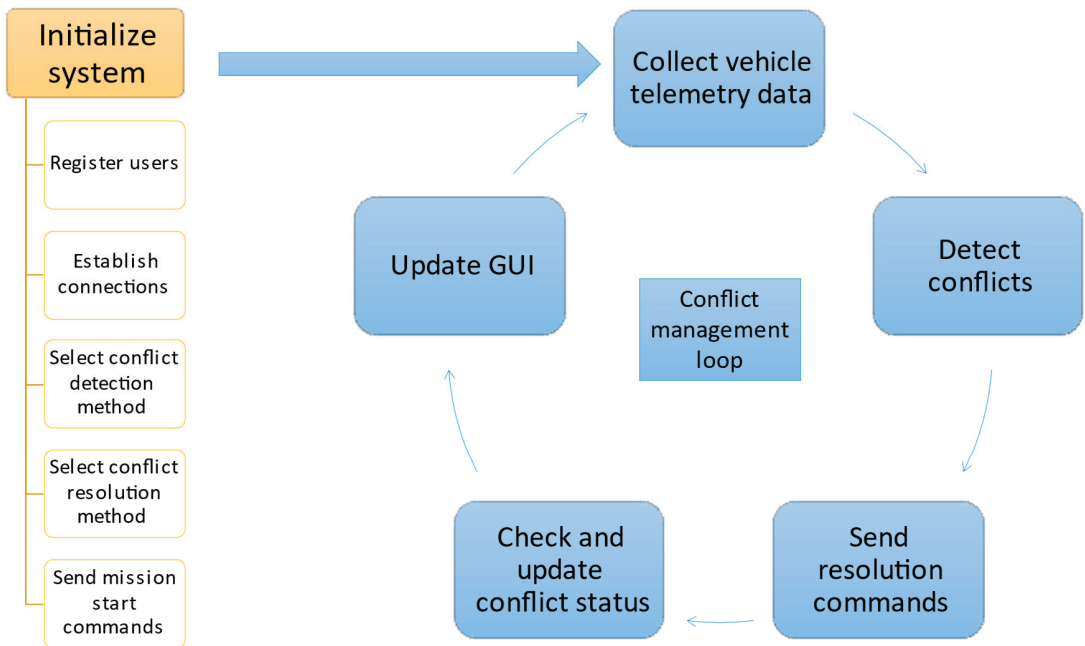 Initialize
system
Register users
Establish
connections
Select conflict
detection
method
Select conflict
resolution
method
Send mission
start
commands
Collect vehicle
telemetry data
Detect
conflicts
Send
resolution
commands
Check and
update
conflict status
Update GUI
Conflict
management
loop